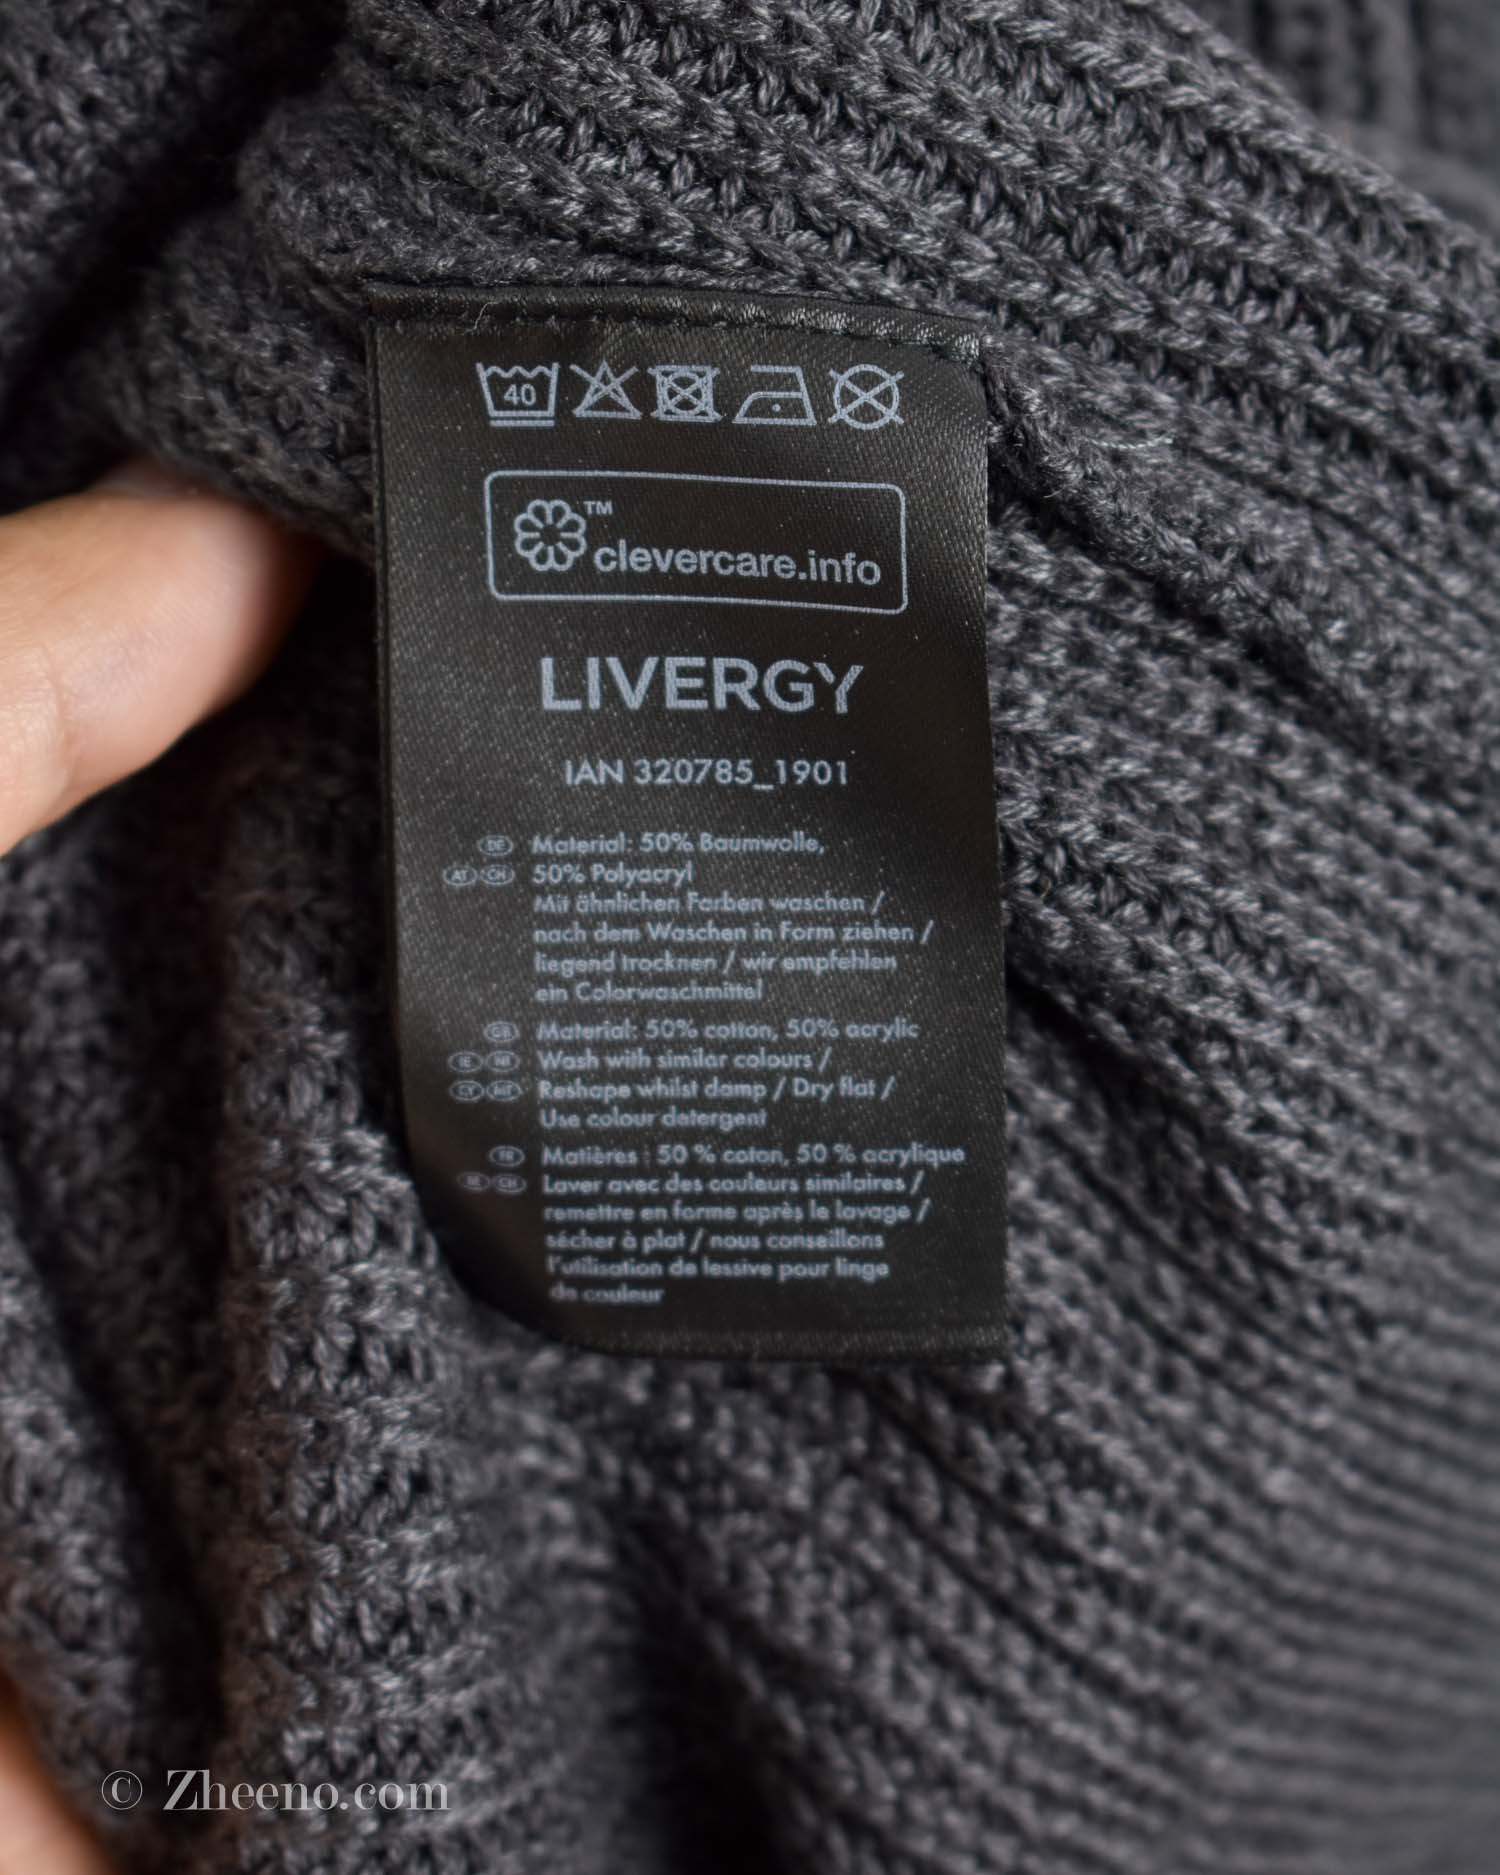 40
™
clevercare.info
LIVERGY
IAN 320785_1901
DE Material: 50% Baumwolle,
AT CH 50% Polyacryl
Mit ähnlichen Farben waschen /
nach dem Waschen in Form ziehen /
liegend trocknen / wir empfehlen
ein Colorwaschmittel
GB Material: 50% cotton, 50% acrylic
IE NI Wash with similar colours /
CY MT Reshape whilst damp / Dry flat /
Use colour detergent
FR Matières : 50 % coton, 50 % acrylique
BE CH Laver avec des couleurs similaires /
remettre en forme après le lavage /
sécher à plat / nous conseillons
l'utilisation de lessive pour linge
de couleur
© Zheeno.com